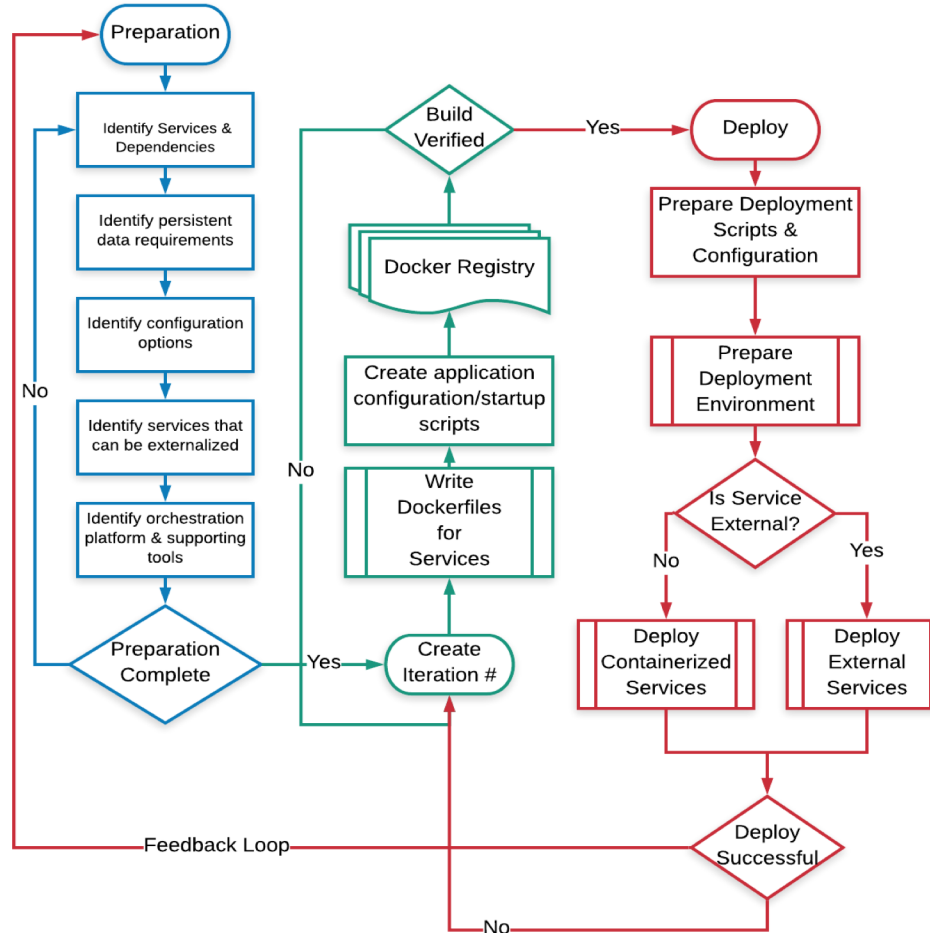 Preparation
Identify Services &
Dependencies
Identify persistent
data requirements
Identify configuration
options
No
Identify services that
can be externalized
Identify orchestration
platform & supporting
tools
Preparation
Complete
Yes
Build
Verified
Docker Registry
Create application
configuration/startup
scripts
No
Write
Dockerfiles
for
Services
Create
Iteration #
Yes
Deploy
Prepare Deployment
Scripts &
Configuration
Prepare
Deployment
Environment
Is Service
External?
No
Yes
Deploy
Containerized
Services
Deploy
External
Services
Deploy
Successful
Feedback Loop
No